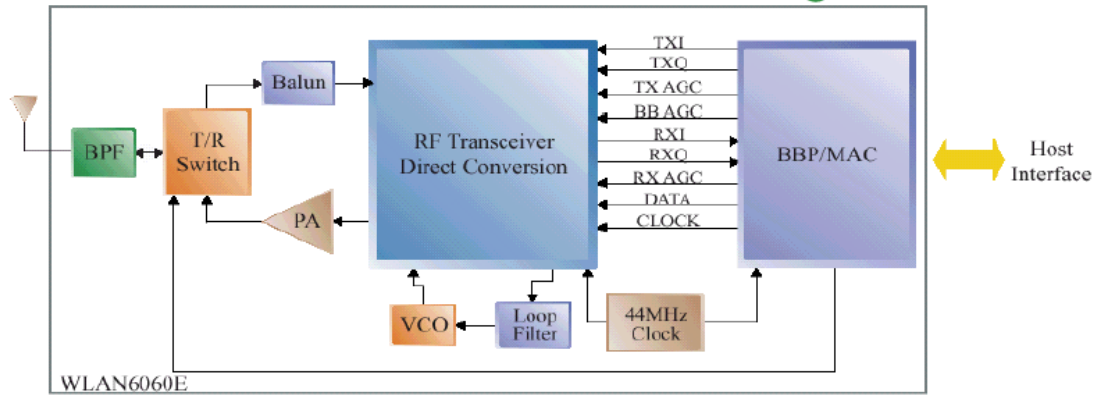 TXI
TXQ
TX AGC
BB AGC
RXI
RXQ
RX AGC
DATA
CLOCK
Balun
BPF
T/R
Switch
PA
RF Transceiver
Direct Conversion
BBP/MAC
Host
Interface
VCO
Loop
Filter
44MHz
Clock
WLAN6060E